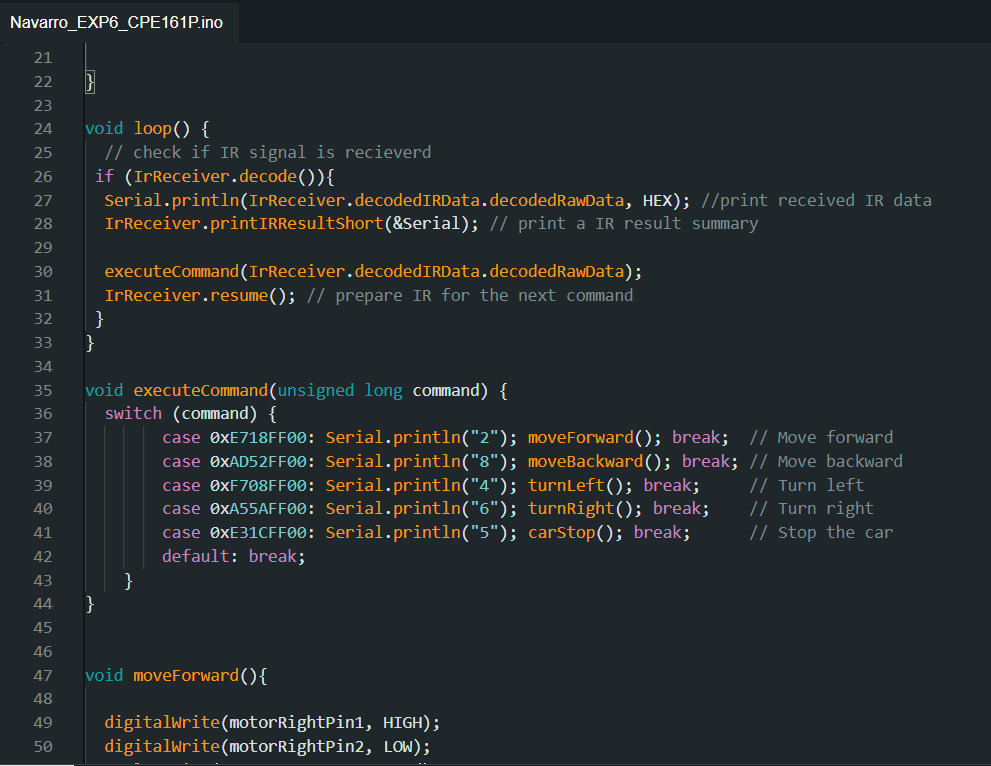 Navarro_EXP6_CPE161P.ino
21
22 }
23
24 void loop() {
25 // check if IR signal is recieverd
26 if (IrReceiver.decode()){
27 Serial.println(IrReceiver.decodedIRData.decodedRawData, HEX); //print received IR data
28 IrReceiver.printIRResultShort(&Serial); // print a IR result summary
29
30 executeCommand(IrReceiver.decodedIRData.decodedRawData);
31 IrReceiver.resume(); // prepare IR for the next command
32 }
33 }
34
35 void executeCommand(unsigned long command) {
36 switch (command) {
37 case 0xE718FF00: Serial.println("2"); moveForward(); break; // Move forward
38 case 0xAD52FF00: Serial.println("8"); moveBackward(); break; // Move backward
39 case 0xF708FF00: Serial.println("4"); turnLeft(); break; // Turn left
40 case 0xA55AFF00: Serial.println("6"); turnRight(); break; // Turn right
41 case 0xE31CFF00: Serial.println("5"); carStop(); break; // Stop the car
42 default: break;
43 }
44 }
45
46
47 void moveForward(){
48
49 digitalWrite(motorRightPin1, HIGH);
50 digitalWrite(motorRightPin2, LOW);